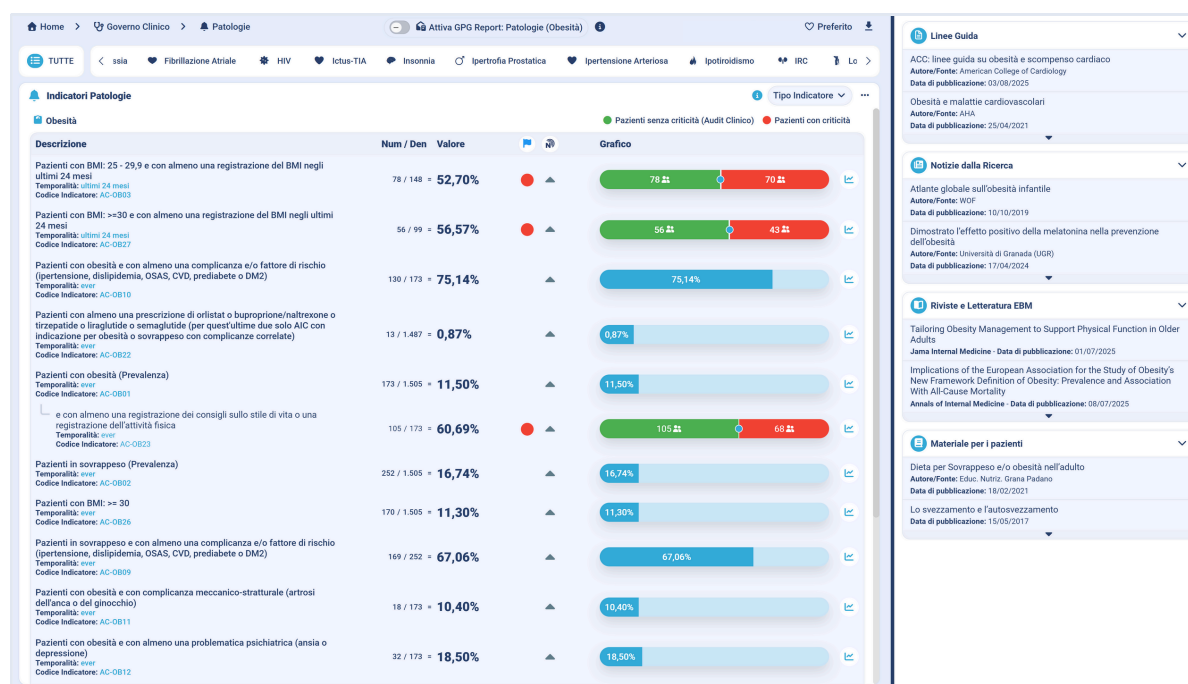 Home > Governo Clinico > Patologie
Attiva GPG Report: Patologie (Obesità)
Preferito
TUTTE
ssia
Fibrillazione Atriale
HIV
Ictus-TIA
Insonnia
Ipertrofia Prostatica
Ipertensione Arteriosa
Ipotiroidismo
IRC
Lo
Indicatori Patologie
Tipo Indicatore
Obesità
Pazienti senza criticità (Audit Clinico)
Pazienti con criticità
Descrizione
Num / Den
Valore
Grafico
Pazienti con BMI: 25 - 29,9 e con almeno una registrazione del BMI negli
ultimi 24 mesi
Temporalità: ultimi 24 mesi
Codice Indicatore: AC-OB03
78 / 148 = 52,70%
78
70
Pazienti con BMI: >=30 e con almeno una registrazione del BMI negli ultimi
24 mesi
Temporalità: ultimi 24 mesi
Codice Indicatore: AC-OB27
56 / 99 = 56,57%
56
43
Pazienti con obesità e con almeno una complicanza e/o fattore di rischio
(ipertensione, dislipidemia, OSAS, CVD, prediabete o DM2)
Temporalità: ever
Codice Indicatore: AC-OB10
130 / 173 = 75,14%
75,14%
Pazienti con almeno una prescrizione di orlistat o bupropione/naltrexone o
tirzepatide o liraglutide o semaglutide (per quest'ultime due solo AIC con
indicazione per obesità o sovrappeso con complicanze correlate)
Temporalità: ever
Codice Indicatore: AC-OB22
13 / 1.487 = 0,87%
0,87%
Pazienti con obesità (Prevalenza)
Temporalità: ever
Codice Indicatore: AC-OB01
173 / 1.505 = 11,50%
11,50%
e con almeno una registrazione dei consigli sullo stile di vita o una
registrazione dell'attività fisica
Temporalità: ever
Codice Indicatore: AC-OB23
105 / 173 = 60,69%
105
68
Pazienti in sovrappeso (Prevalenza)
Temporalità: ever
Codice Indicatore: AC-OB02
252 / 1.505 = 16,74%
16,74%
Pazienti con BMI: >= 30
Temporalità: ever
Codice Indicatore: AC-OB26
170 / 1.505 = 11,30%
11,30%
Pazienti in sovrappeso e con almeno una complicanza e/o fattore di rischio
(ipertensione, dislipidemia, OSAS, CVD, prediabete o DM2)
Temporalità: ever
Codice Indicatore: AC-OB09
169 / 252 = 67,06%
67,06%
Pazienti con obesità e con complicanza meccanico-stratturale (artrosi
dell'anca o del ginocchio)
Temporalità: ever
Codice Indicatore: AC-OB11
18 / 173 = 10,40%
10,40%
Pazienti con obesità e con almeno una problematica psichiatrica (ansia o
depressione)
Temporalità: ever
Codice Indicatore: AC-OB12
32 / 173 = 18,50%
18,50%
Linee Guida
ACC: linee guida su obesità e scompenso cardiaco
Autore/Fonte: American College of Cardiology
Data di pubblicazione: 03/08/2025
Obesità e malattie cardiovascolari
Autore/Fonte: AHA
Data di pubblicazione: 25/04/2021
Notizie dalla Ricerca
Atlante globale sull'obesità infantile
Autore/Fonte: WOF
Data di pubblicazione: 10/10/2019
Dimostrato l'effetto positivo della melatonina nella prevenzione
dell'obesità
Autore/Fonte: Università di Granada (UGR)
Data di pubblicazione: 17/04/2024
Riviste e Letteratura EBM
Tailoring Obesity Management to Support Physical Function in Older
Adults
Jama Internal Medicine - Data di pubblicazione: 01/07/2025
Implications of the European Association for the Study of Obesity's
New Framework Definition of Obesity: Prevalence and Association
With All-Cause Mortality
Annals of Internal Medicine - Data di pubblicazione: 08/07/2025
Materiale per i pazienti
Dieta per Sovrappeso e/o obesità nell'adulto
Autore/Fonte: Educ. Nutriz. Grana Padano
Data di pubblicazione: 18/02/2021
Lo svezzamento e l'autosvezzamento
Data di pubblicazione: 15/05/2017